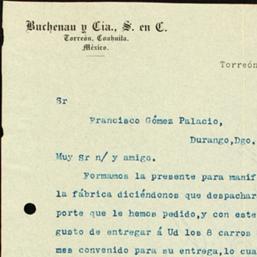 Buchenau y Cia., S. en C.
Torreón, Coahuila.
México.
Torreón
Sr
Francisco Gómez Palacio,
Durango,Dgo.
Muy Sr n/ y amigo.
Formamos la presente para manif
la fábrica diciéndonos que despachar
porte que le hemos pedido,y con este
gusto de entregar á Ud los 8 carros
mes convenido para su entrega,lo cua